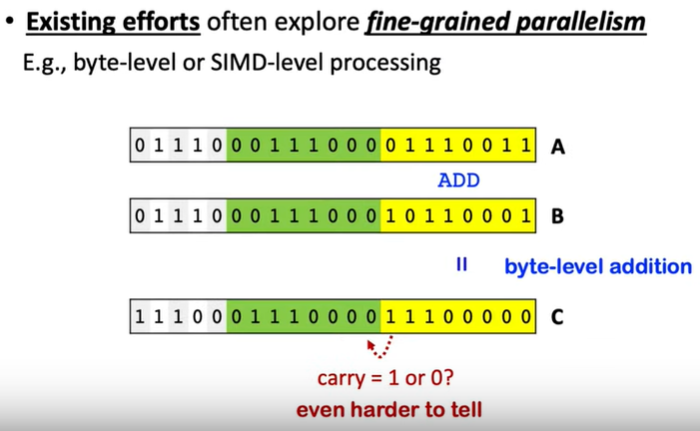 • Existing efforts often explore fine-grained parallelism
E.g., byte-level or SIMD-level processing
0 1 1 1 0 0 0 1 1 1 0 0 0 0 1 1 1 0 0 1 1 A
ADD
0 1 1 1 0 0 0 1 1 1 0 0 0 1 0 1 1 0 0 0 1 B
= byte-level addition
1 1 1 0 0 0 1 1 1 0 0 0 0 1 1 1 0 0 0 0 0 C
carry = 1 or 0?
even harder to tell